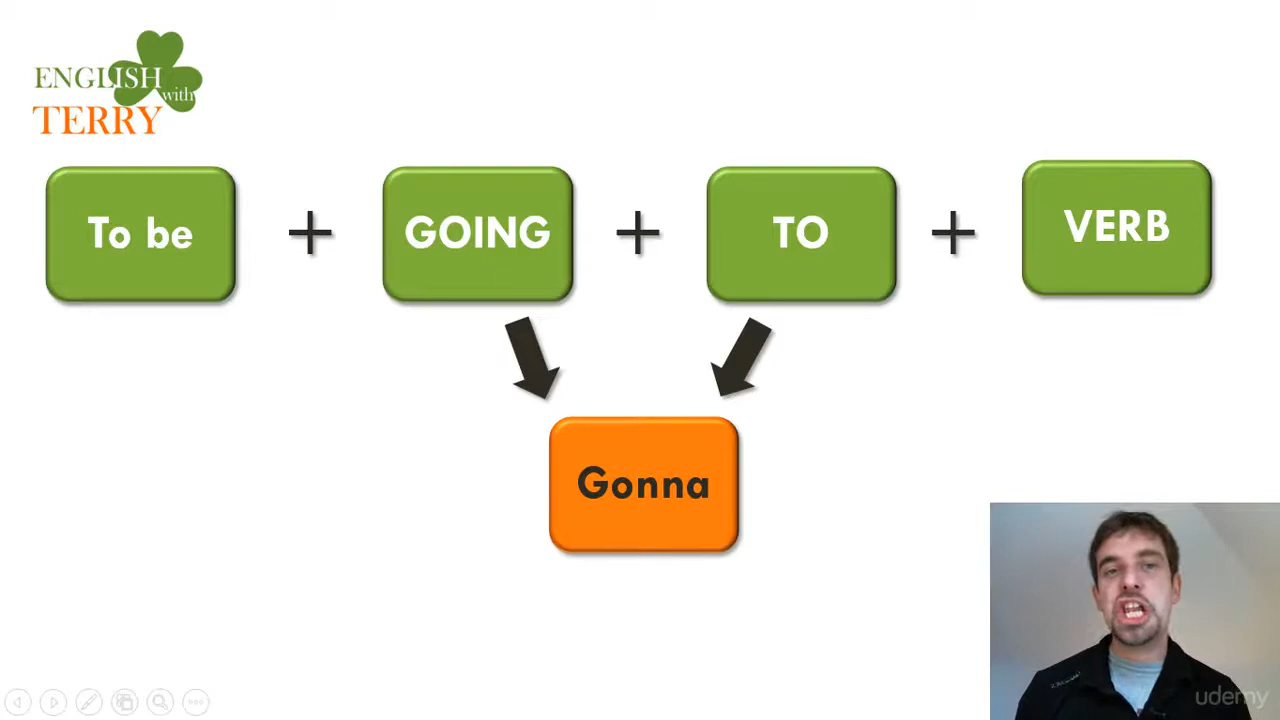 ENGLISH
with
TERRY
To be + GOING + TO + VERB
Gonna
udemy